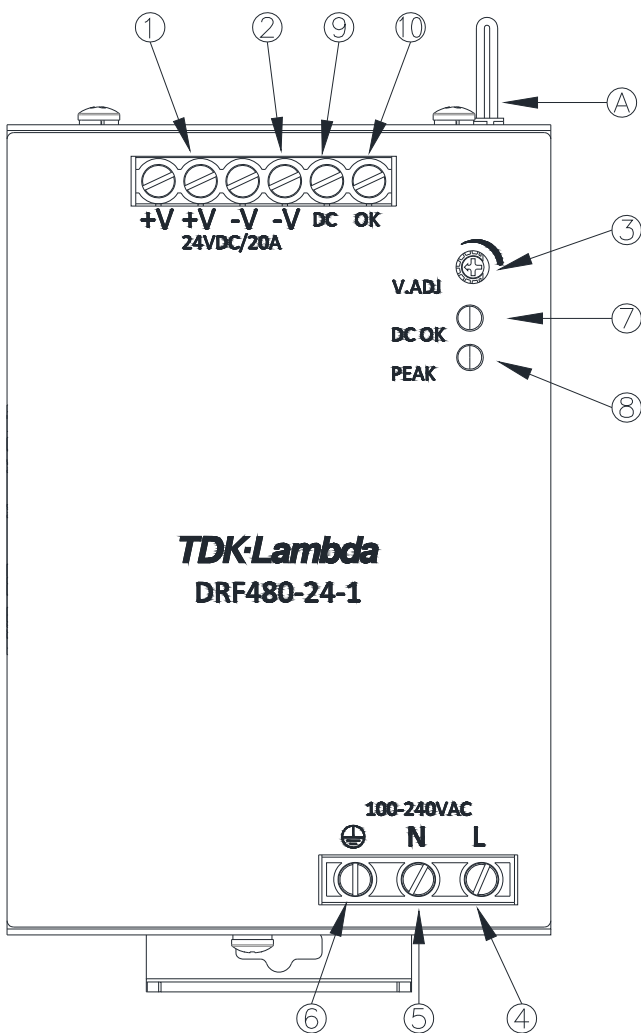 ① ② ⑨ ⑩
Ⓐ
+V +V -V -V DC OK
24VDC/20A
③
V.ADJ
⑦
DC OK
PEAK
⑧
TDK·Lambda
DRF480-24-1
100-240VAC
N L
⑥ ⑤ ④